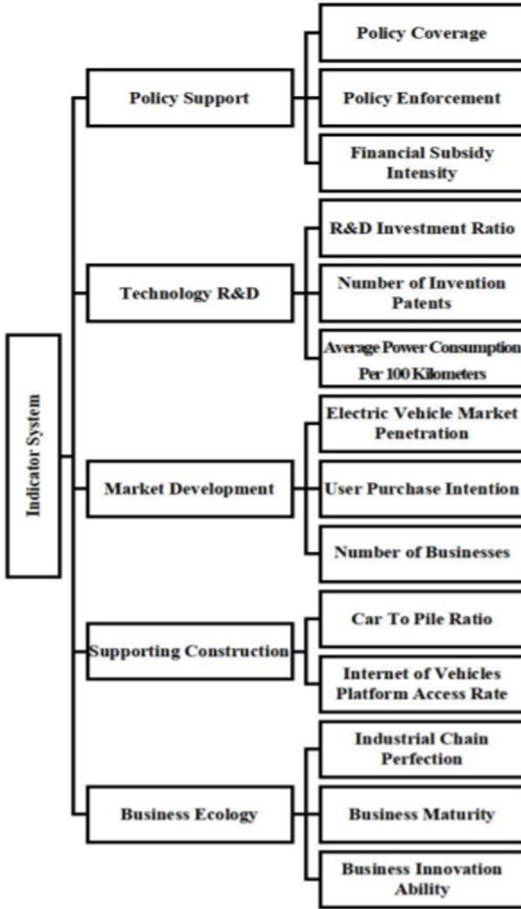 Indicator System
Policy Support
Policy Coverage
Policy Enforcement
Financial Subsidy
Intensity
Technology R&D
R&D Investment Ratio
Number of Invention
Patents
Average Power Consumption
Per 100 Kilometers
Market Development
Electric Vehicle Market
Penetration
User Purchase Intention
Number of Businesses
Supporting Construction
Car To Pile Ratio
Internet of Vehicles
Platform Access Rate
Business Ecology
Industrial Chain
Perfection
Business Maturity
Business Innovation
Ability